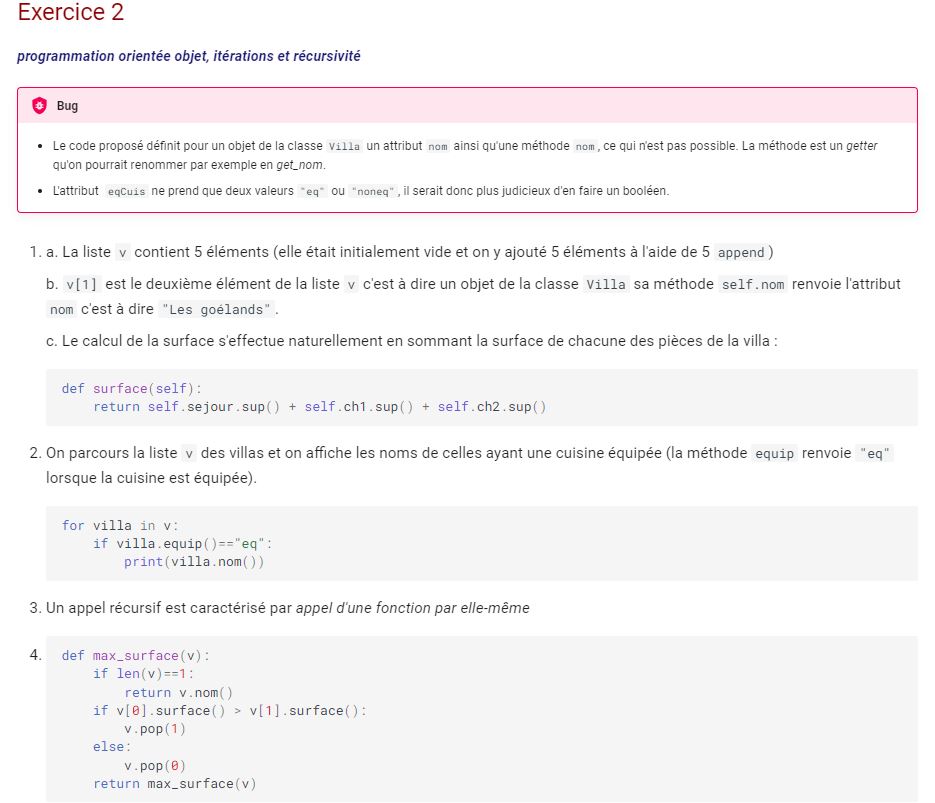 Exercice 2
programmation orientée objet, itérations et récursivité
Bug
• Le code proposé définit pour un objet de la classe Villa un attribut nom ainsi qu'une méthode nom, ce qui n'est pas possible. La méthode est un getter
qu'on pourrait renommer par exemple en get_nom.
• L'attribut eqCuis ne prend que deux valeurs "eq" ou "noneq", il serait donc plus judicieux d'en faire un booléen.
1. a. La liste v contient 5 éléments (elle était initialement vide et on y ajouté 5 éléments à l'aide de 5 append)
b. v[1] est le deuxième élément de la liste v c'est à dire un objet de la classe Villa sa méthode self.nom renvoie l'attribut
nom c'est à dire "Les goélands".
c. Le calcul de la surface s'effectue naturellement en sommant la surface de chacune des pièces de la villa :
def surface(self):
    return self.sejour.sup() + self.ch1.sup() + self.ch2.sup()
2. On parcours la liste v des villas et on affiche les noms de celles ayant une cuisine équipée (la méthode equip renvoie "eq"
lorsque la cuisine est équipée).
for villa in v:
    if villa.equip()=="eq":
        print(villa.nom())
3. Un appel récursif est caractérisé par appel d'une fonction par elle-même
4. def max_surface(v):
    if len(v)==1:
        return v.nom()
    if v[0].surface() > v[1].surface():
        v.pop(1)
    else:
        v.pop(0)
    return max_surface(v)